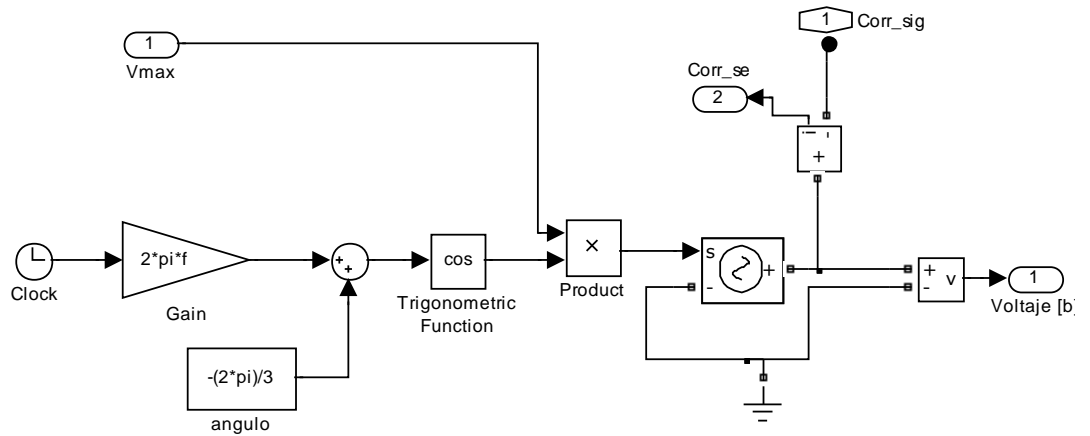 1
Corr_sig
1
Vmax
Corr_se
2
i
-
+
2*pi*f
Clock
Gain
+
+
cos
Trigonometric
Function
×
Product
s
+
-
+
-
v
1
Voltaje [b]
-(2*pi)/3
angulo